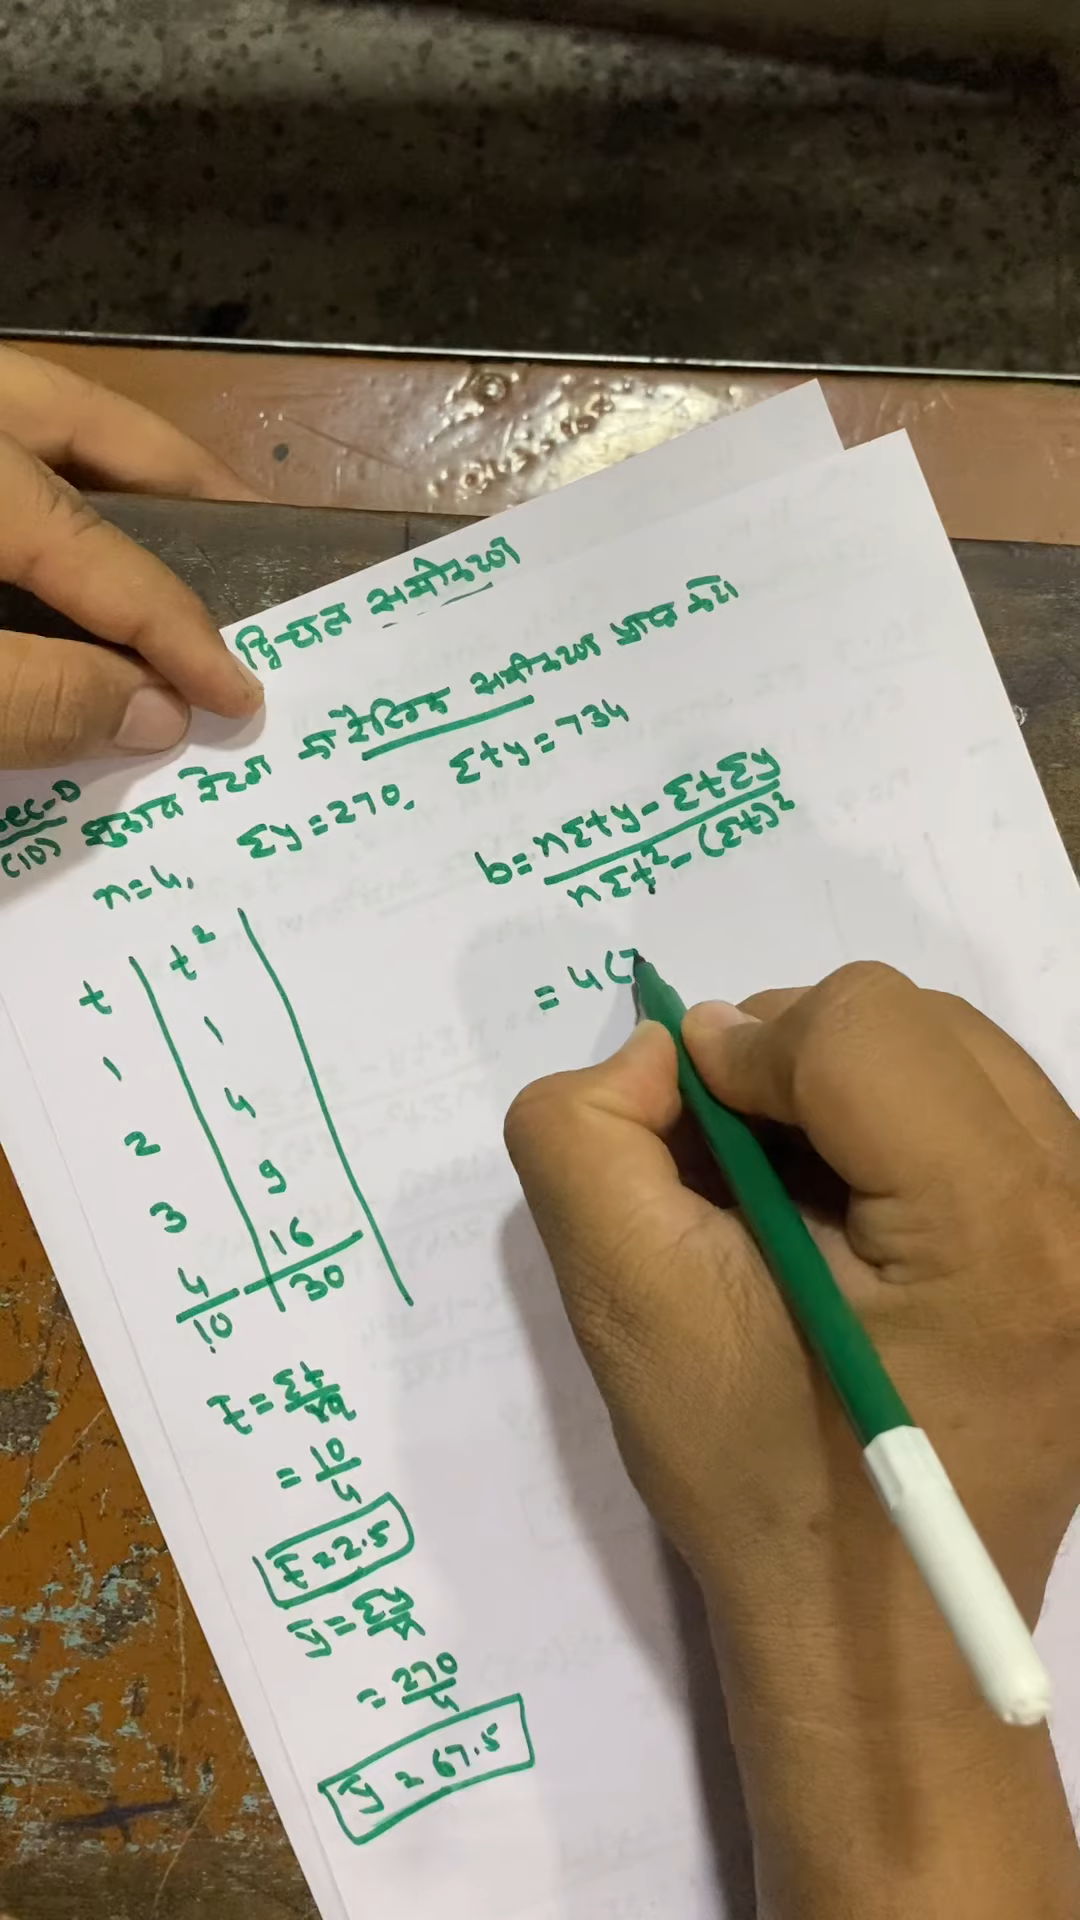 દ્વિચલ સમીકરણ
SEC-D
(10) સુરેખ સમીકરણ
n=4, Σy=270, Σty=734
t t²
1 1
2 4
3 9
4 16
10 30
t̄ = Σt/n
= 10/4
t̄ = 2.5
ȳ = Σy/n
= 270/4
ȳ = 67.5
b = nΣty - ΣtΣy / nΣt² - (Σt)²
= 4(7